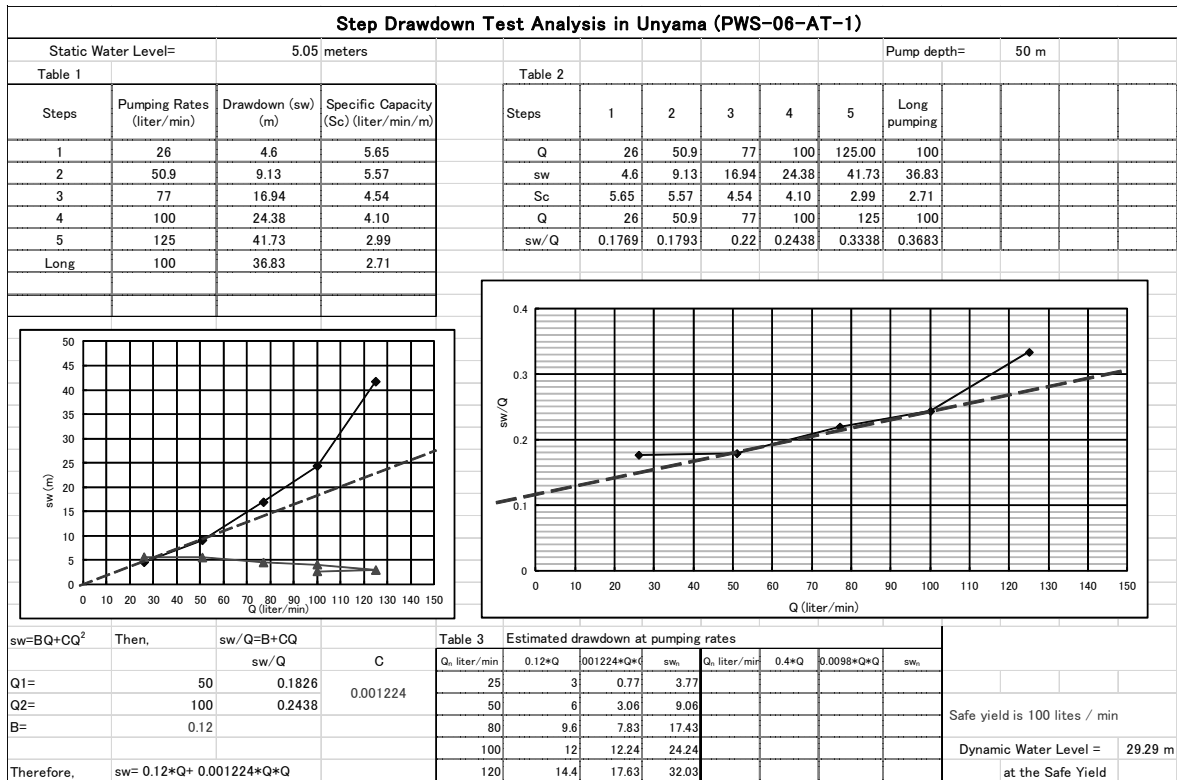 Step Drawdown Test Analysis in Unyama (PWS-06-AT-1)
Static Water Level= 5.05 meters Pump depth= 50 m
Table 1
Steps Pumping Rates (liter/min) Drawdown (sw) (m) Specific Capacity (Sc) (liter/min/m)
1 26 4.6 5.65
2 50.9 9.13 5.57
3 77 16.94 4.54
4 100 24.38 4.10
5 125 41.73 2.99
Long 100 36.83 2.71
Table 2
Steps 1 2 3 4 5 Long pumping
Q 26 50.9 77 100 125.00 100
sw 4.6 9.13 16.94 24.38 41.73 36.83
Sc 5.65 5.57 4.54 4.10 2.99 2.71
Q 26 50.9 77 100 125 100
sw/Q 0.1769 0.1793 0.22 0.2438 0.3338 0.3683
50
45
40
35
30
25
20
15
10
5
0
sw (m)
0 10 20 30 40 50 60 70 80 90 100 110 120 130 140 150
Q (liter/min)
0.4
0.3
0.2
0.1
0
sw/Q
0 10 20 30 40 50 60 70 80 90 100 110 120 130 140 150
Q (liter/min)
sw=BQ+CQ² Then, sw/Q=B+CQ
sw/Q C
Q1= 50 0.1826
0.001224
Q2= 100 0.2438
B= 0.12
Therefore, sw= 0.12*Q+ 0.001224*Q*Q
Table 3 Estimated drawdown at pumping rates
Qₙ liter/min 0.12*Q 001224*Q*( swₙ Qₙ liter/min 0.4*Q 0.0098*Q*Q swₙ
25 3 0.77 3.77
50 6 3.06 9.06
80 9.6 7.83 17.43
100 12 12.24 24.24
120 14.4 17.63 32.03
Safe yield is 100 lites / min
Dynamic Water Level = 29.29 m
at the Safe Yield